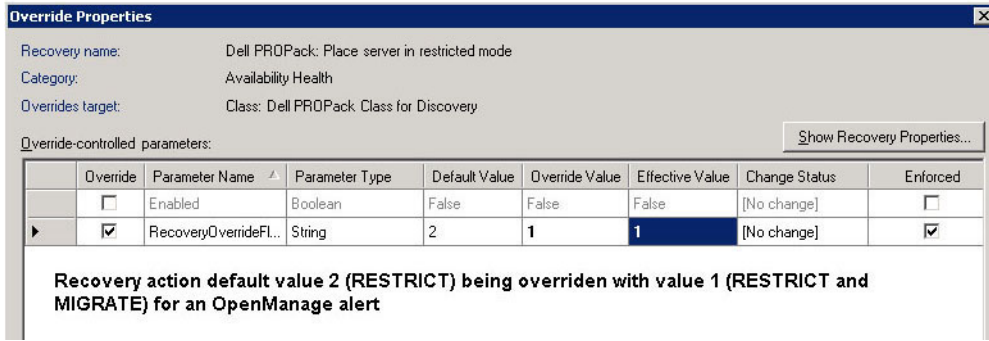 Override Properties
Recovery name: Dell PROPack: Place server in restricted mode
Category: Availability Health
Overrides target: Class: Dell PROPack Class for Discovery
Override-controlled parameters:
Show Recovery Properties...
Override Parameter Name Parameter Type Default Value Override Value Effective Value Change Status Enforced
Enabled Boolean False False False [No change]
RecoveryOverrideFl... String 2 1 1 [No change]
Recovery action default value 2 (RESTRICT) being overriden with value 1 (RESTRICT and
MIGRATE) for an OpenManage alert